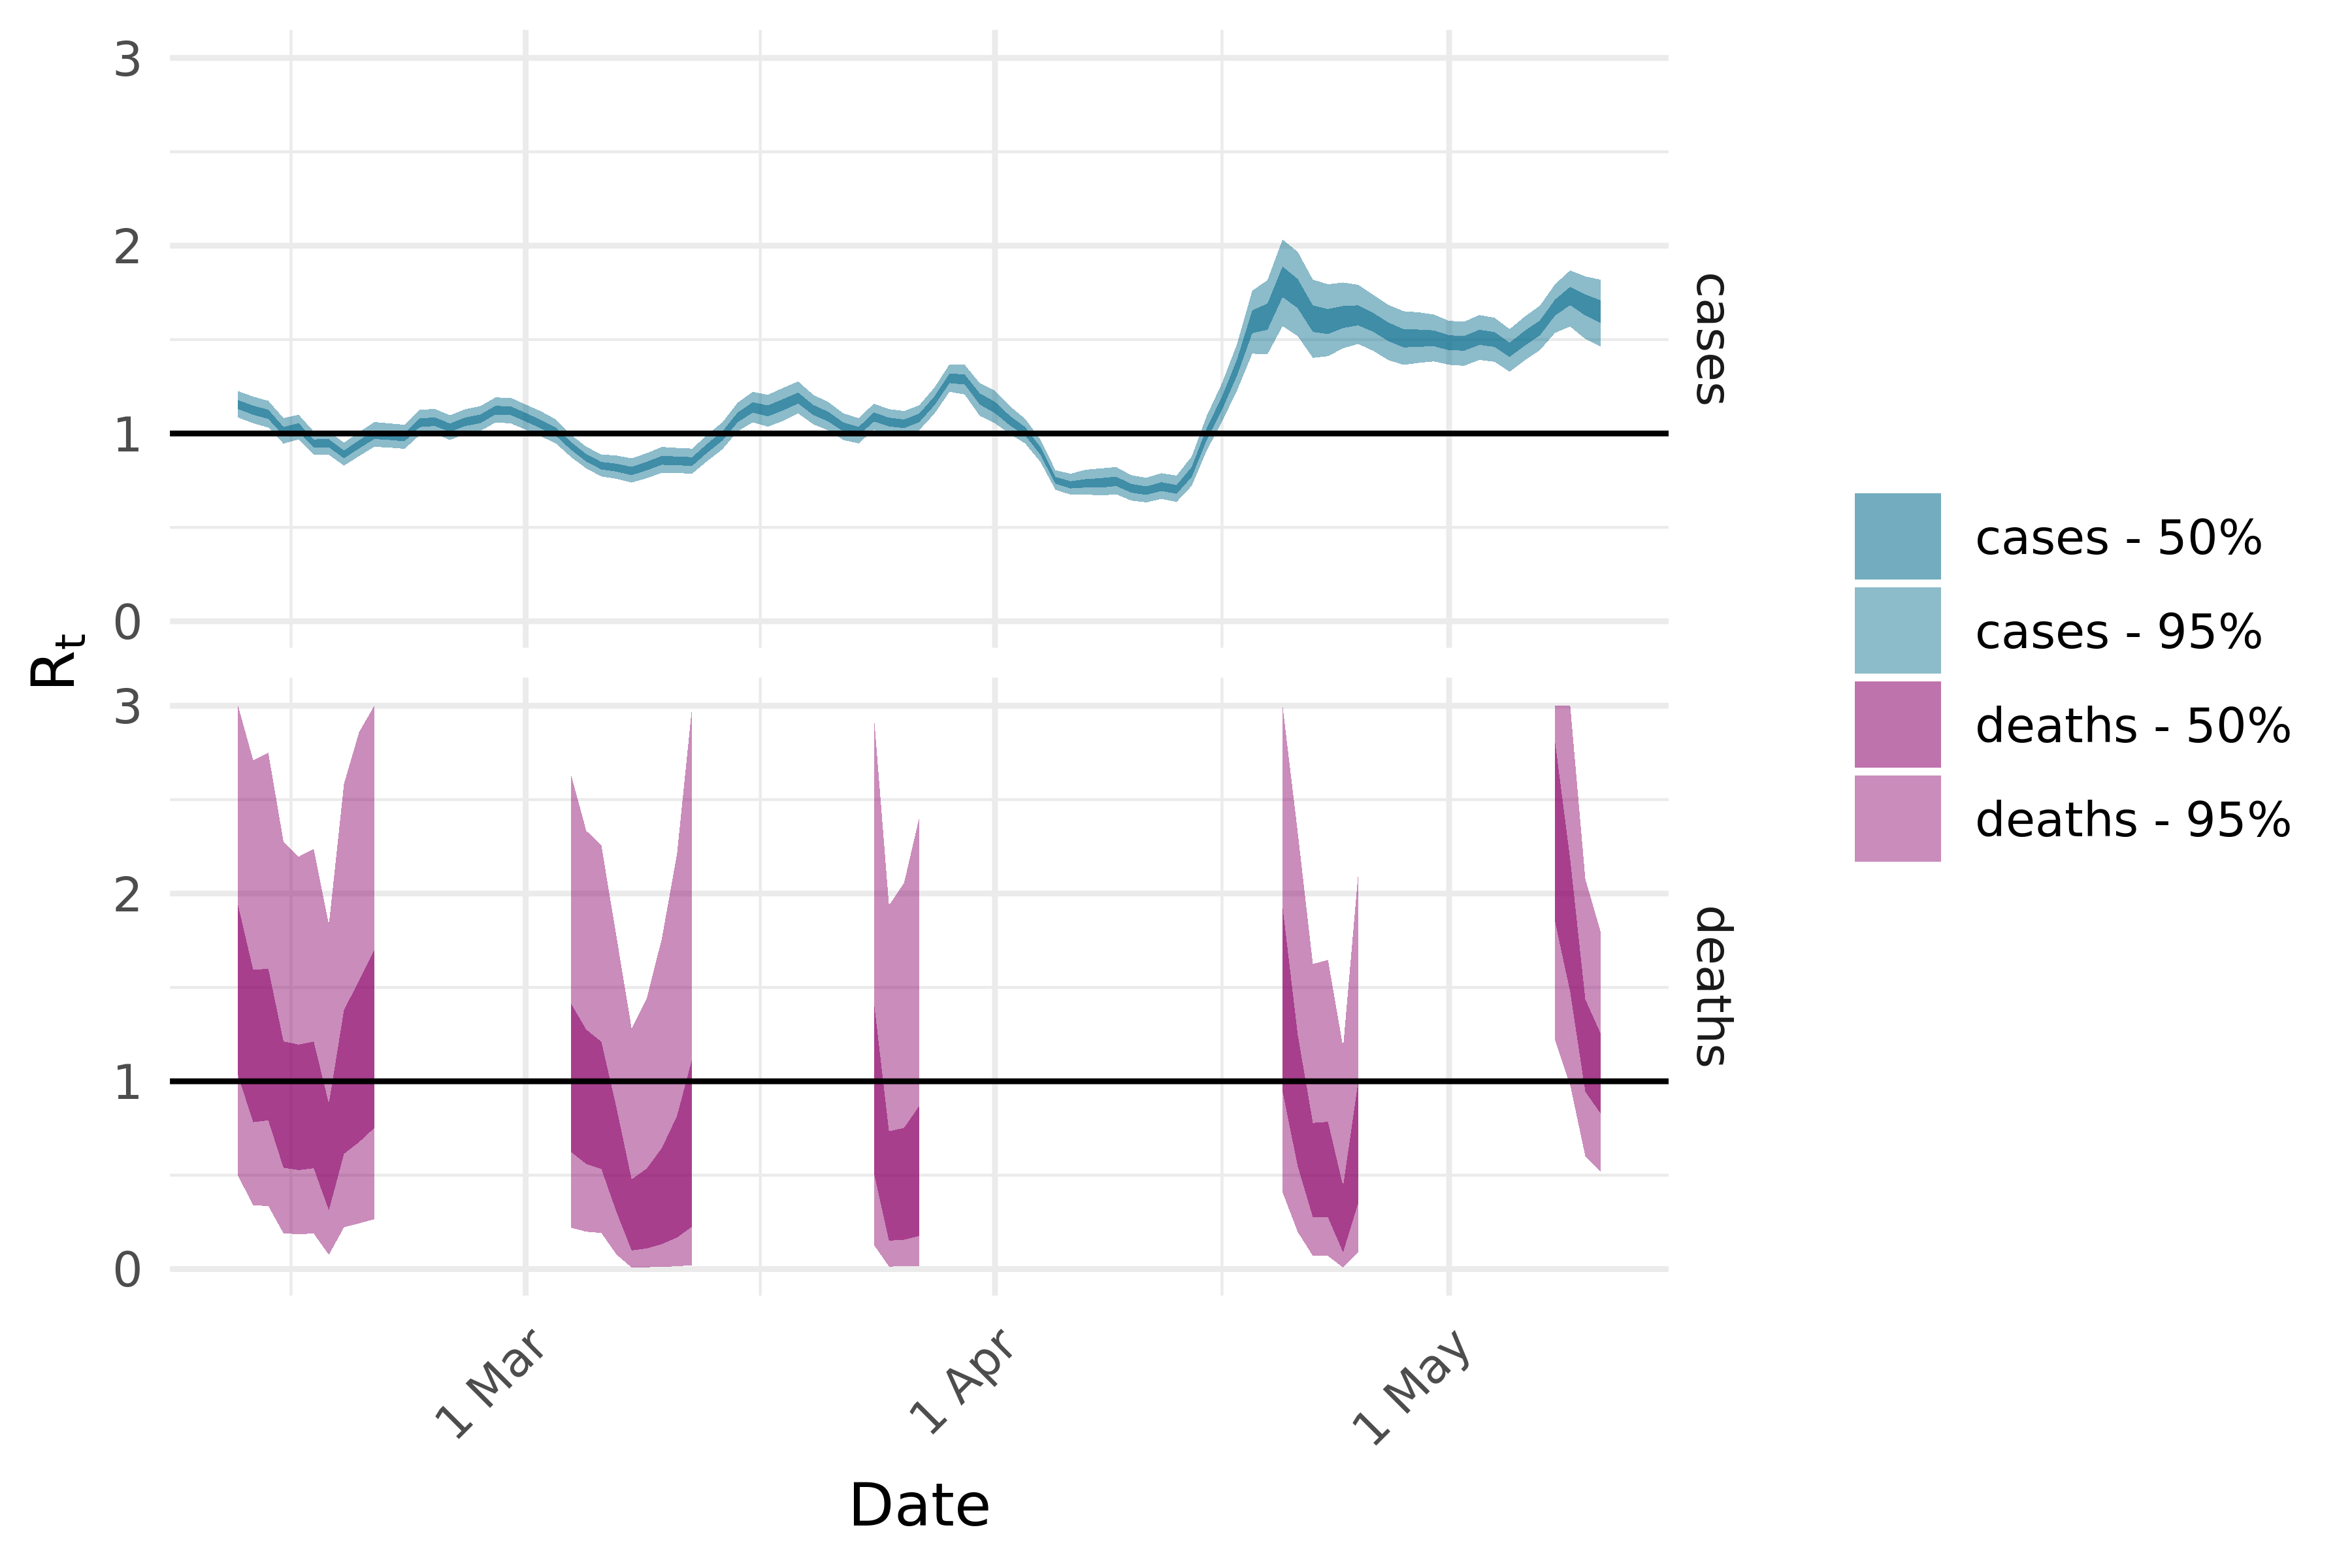 3
2
1
0
cases
3
2
1
0
deaths
Rt
1 Mar
1 Apr
1 May
Date
cases - 50%
cases - 95%
deaths - 50%
deaths - 95%